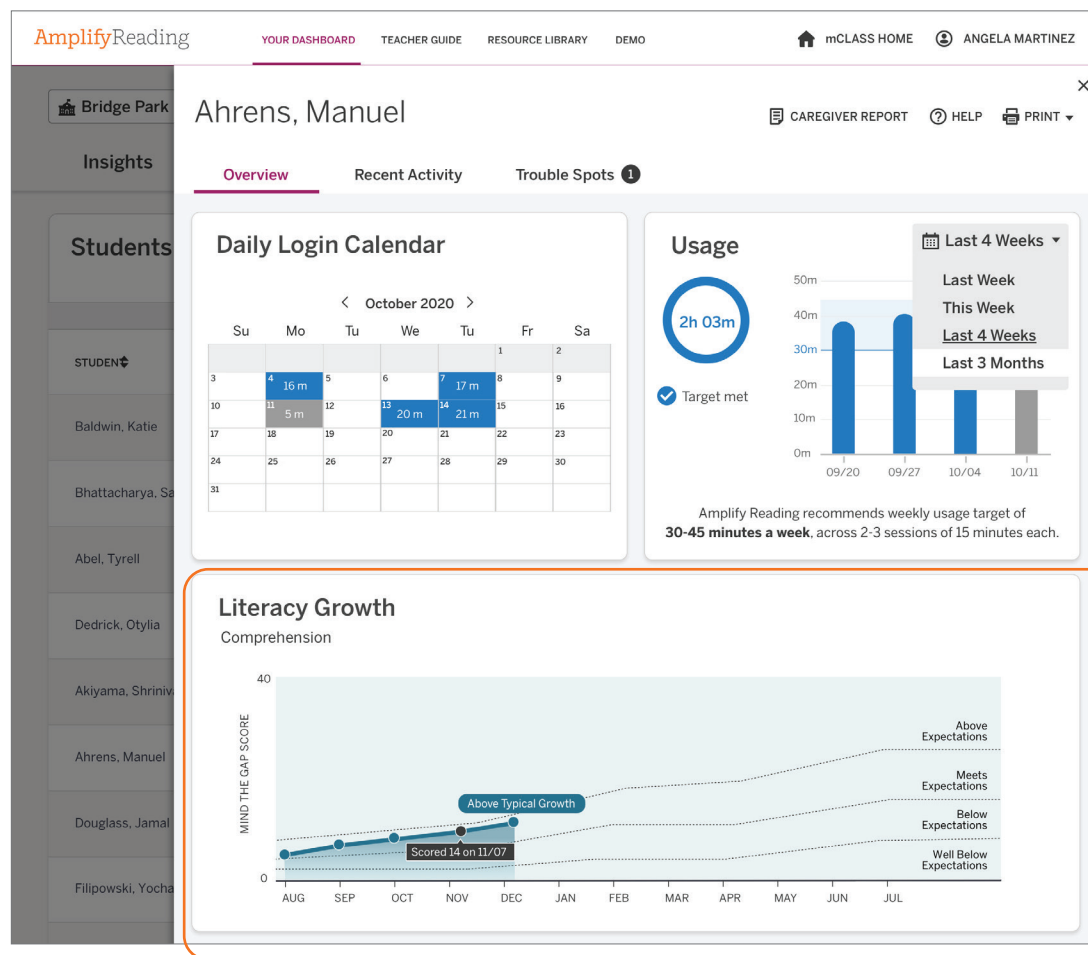 AmplifyReading
YOUR DASHBOARD TEACHER GUIDE RESOURCE LIBRARY DEMO mCLASS HOME ANGELA MARTINEZ
Bridge Park
Insights
Students
STUDENT
Baldwin, Katie
Bhattacharya, Sa
Abel, Tyrell
Dedrick, Otylia
Akiyama, Shriniv
Ahrens, Manuel
Douglass, Jamal
Filipowski, Yocha
Ahrens, Manuel
CAREGIVER REPORT HELP PRINT
Overview Recent Activity Trouble Spots 1
Daily Login Calendar
October 2020
Su Mo Tu We Tu Fr Sa
1 2
3 4 16 m 5 6 7 17 m 8 9
10 11 5 m 12 13 20 m 14 21 m 15 16
17 18 19 20 21 22 23
24 25 26 27 28 29 30
31
Usage
Last 4 Weeks
Last Week
This Week
Last 4 Weeks
Last 3 Months
2h 03m
Target met
50m
40m
30m
20m
10m
0m
09/20 09/27 10/04 10/11
Amplify Reading recommends weekly usage target of
30-45 minutes a week, across 2-3 sessions of 15 minutes each.
Literacy Growth
Comprehension
MIND THE GAP SCORE
40
0
Above
Expectations
Meets
Expectations
Below
Expectations
Well Below
Expectations
Above Typical Growth
Scored 14 on 11/07
AUG SEP OCT NOV DEC JAN FEB MAR APR MAY JUN JUL